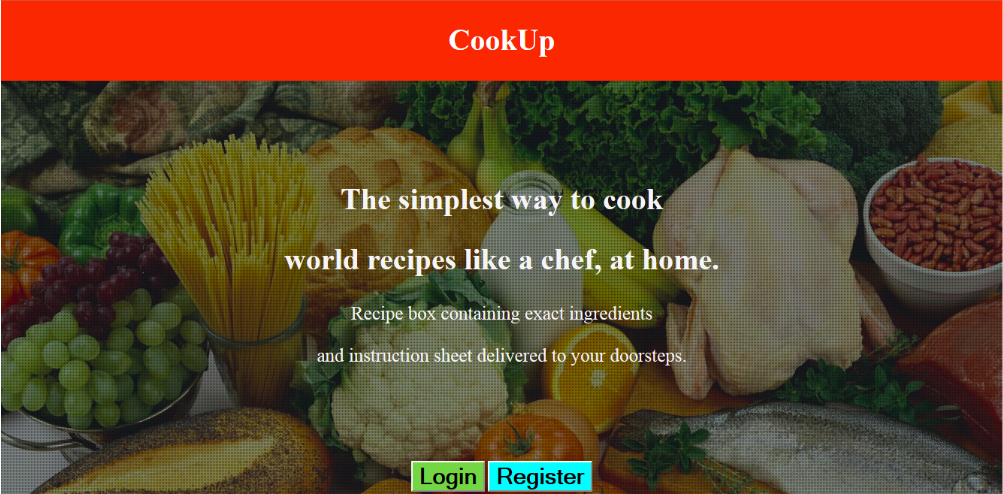 CookUp
The simplest way to cook
world recipes like a chef, at home.
Recipe box containing exact ingredients
and instruction sheet delivered to your doorsteps.
Login Register